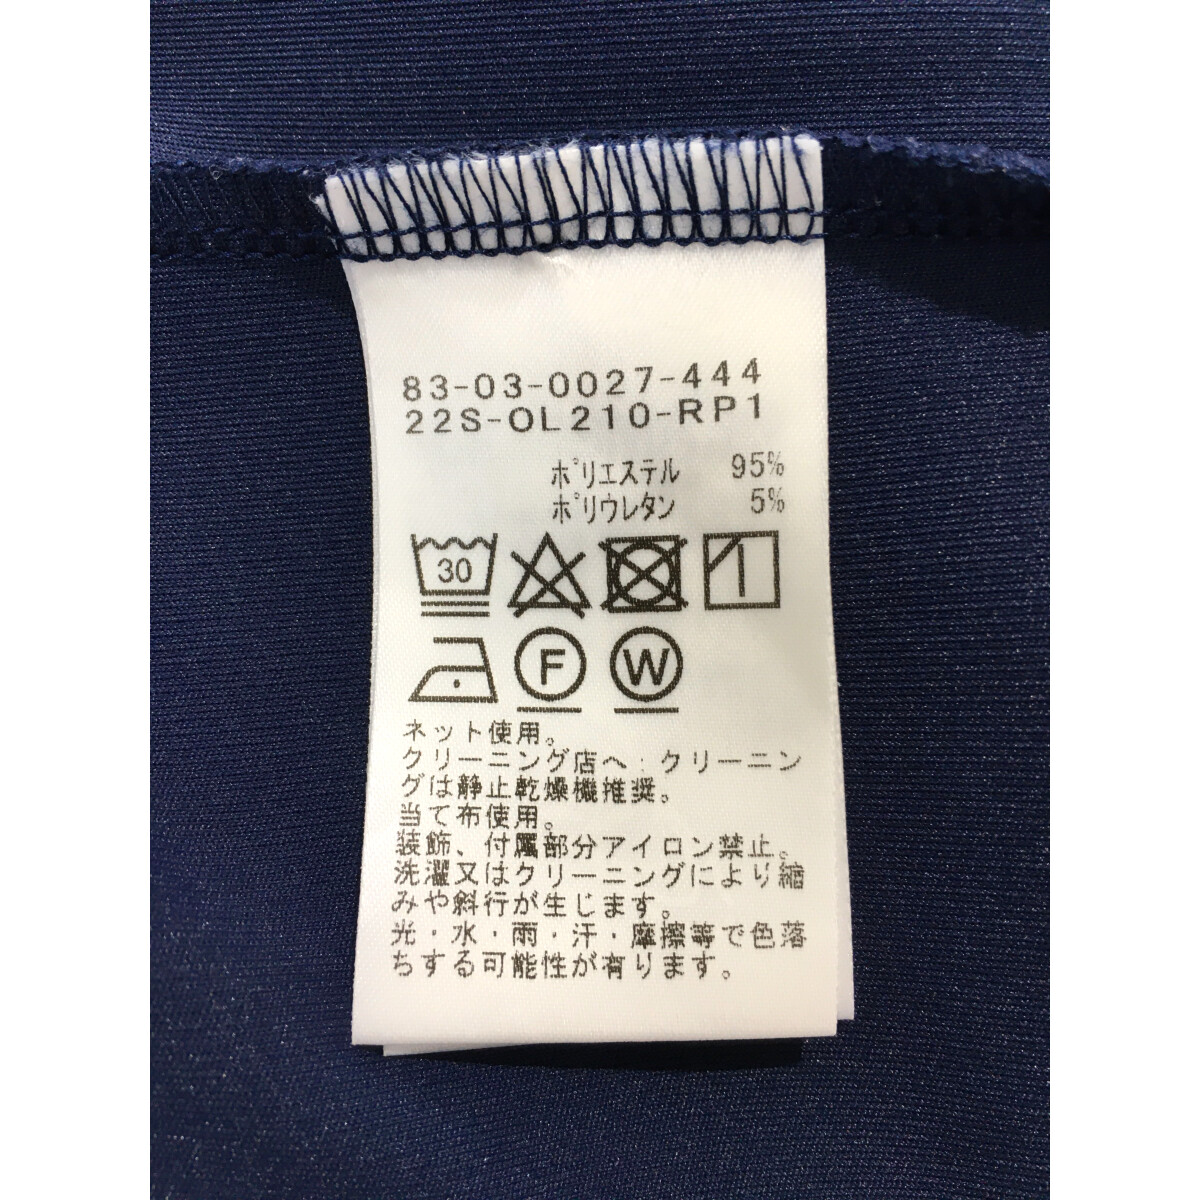 83-03-0027-444
22S-OL210-RP1
ポリエステル 95%
ポリウレタン 5%
30
F W
ネット使用。
クリーニング店へ:クリーニン
グは静止乾燥機推奨。
当て布使用。
装飾、付属部分アイロン禁止。
洗濯又はクリーニングにより縮
みや斜行が生じます。
光・水・雨・汗・摩擦等で色落
ちする可能性が有ります。